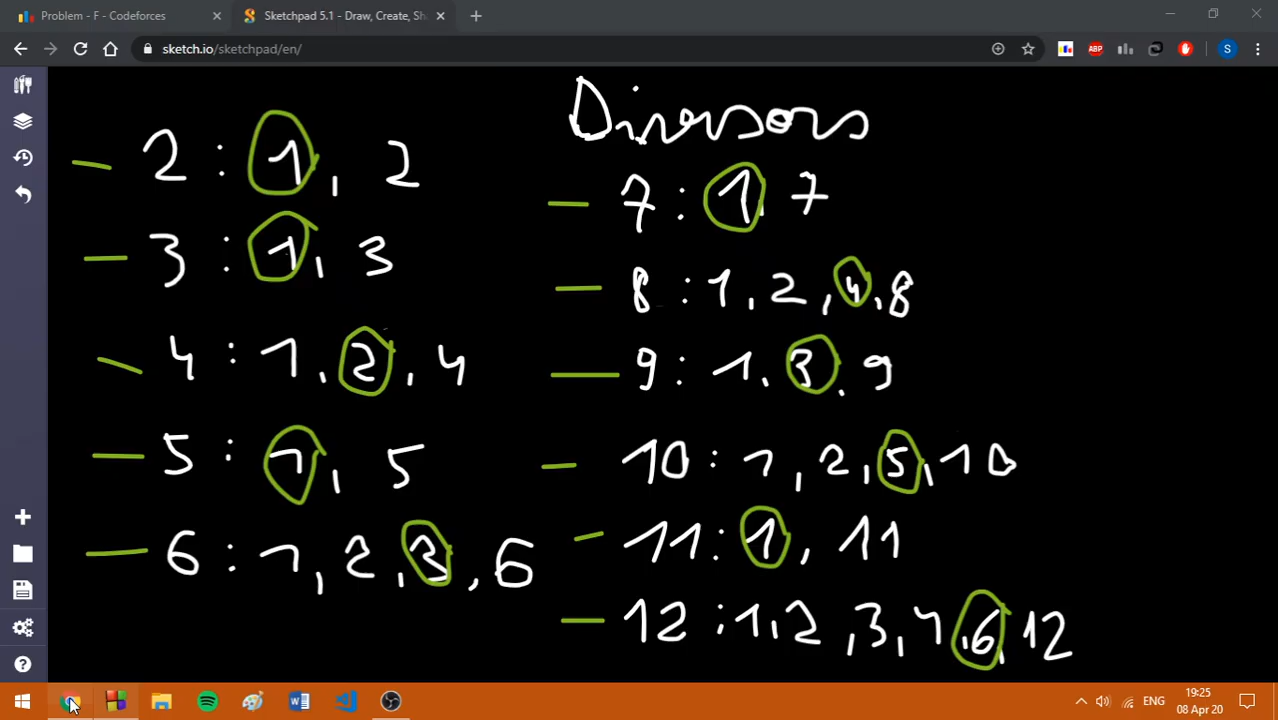 Problem - F - Codeforces
Sketchpad 5.1 - Draw, Create, Sh
sketch.io/sketchpad/en/
ABP
S
Divisors
2 : 1, 2
3 : 1, 3
4 : 1, 2, 4
5 : 1, 5
6 : 1, 2, 3, 6
7 : 1, 7
8 : 1, 2, 4, 8
9 : 1, 3, 9
10 : 1, 2, 5, 10
11 : 1, 11
12 : 1, 2, 3, 4, 6, 12
ENG
19:25
08 Apr 20